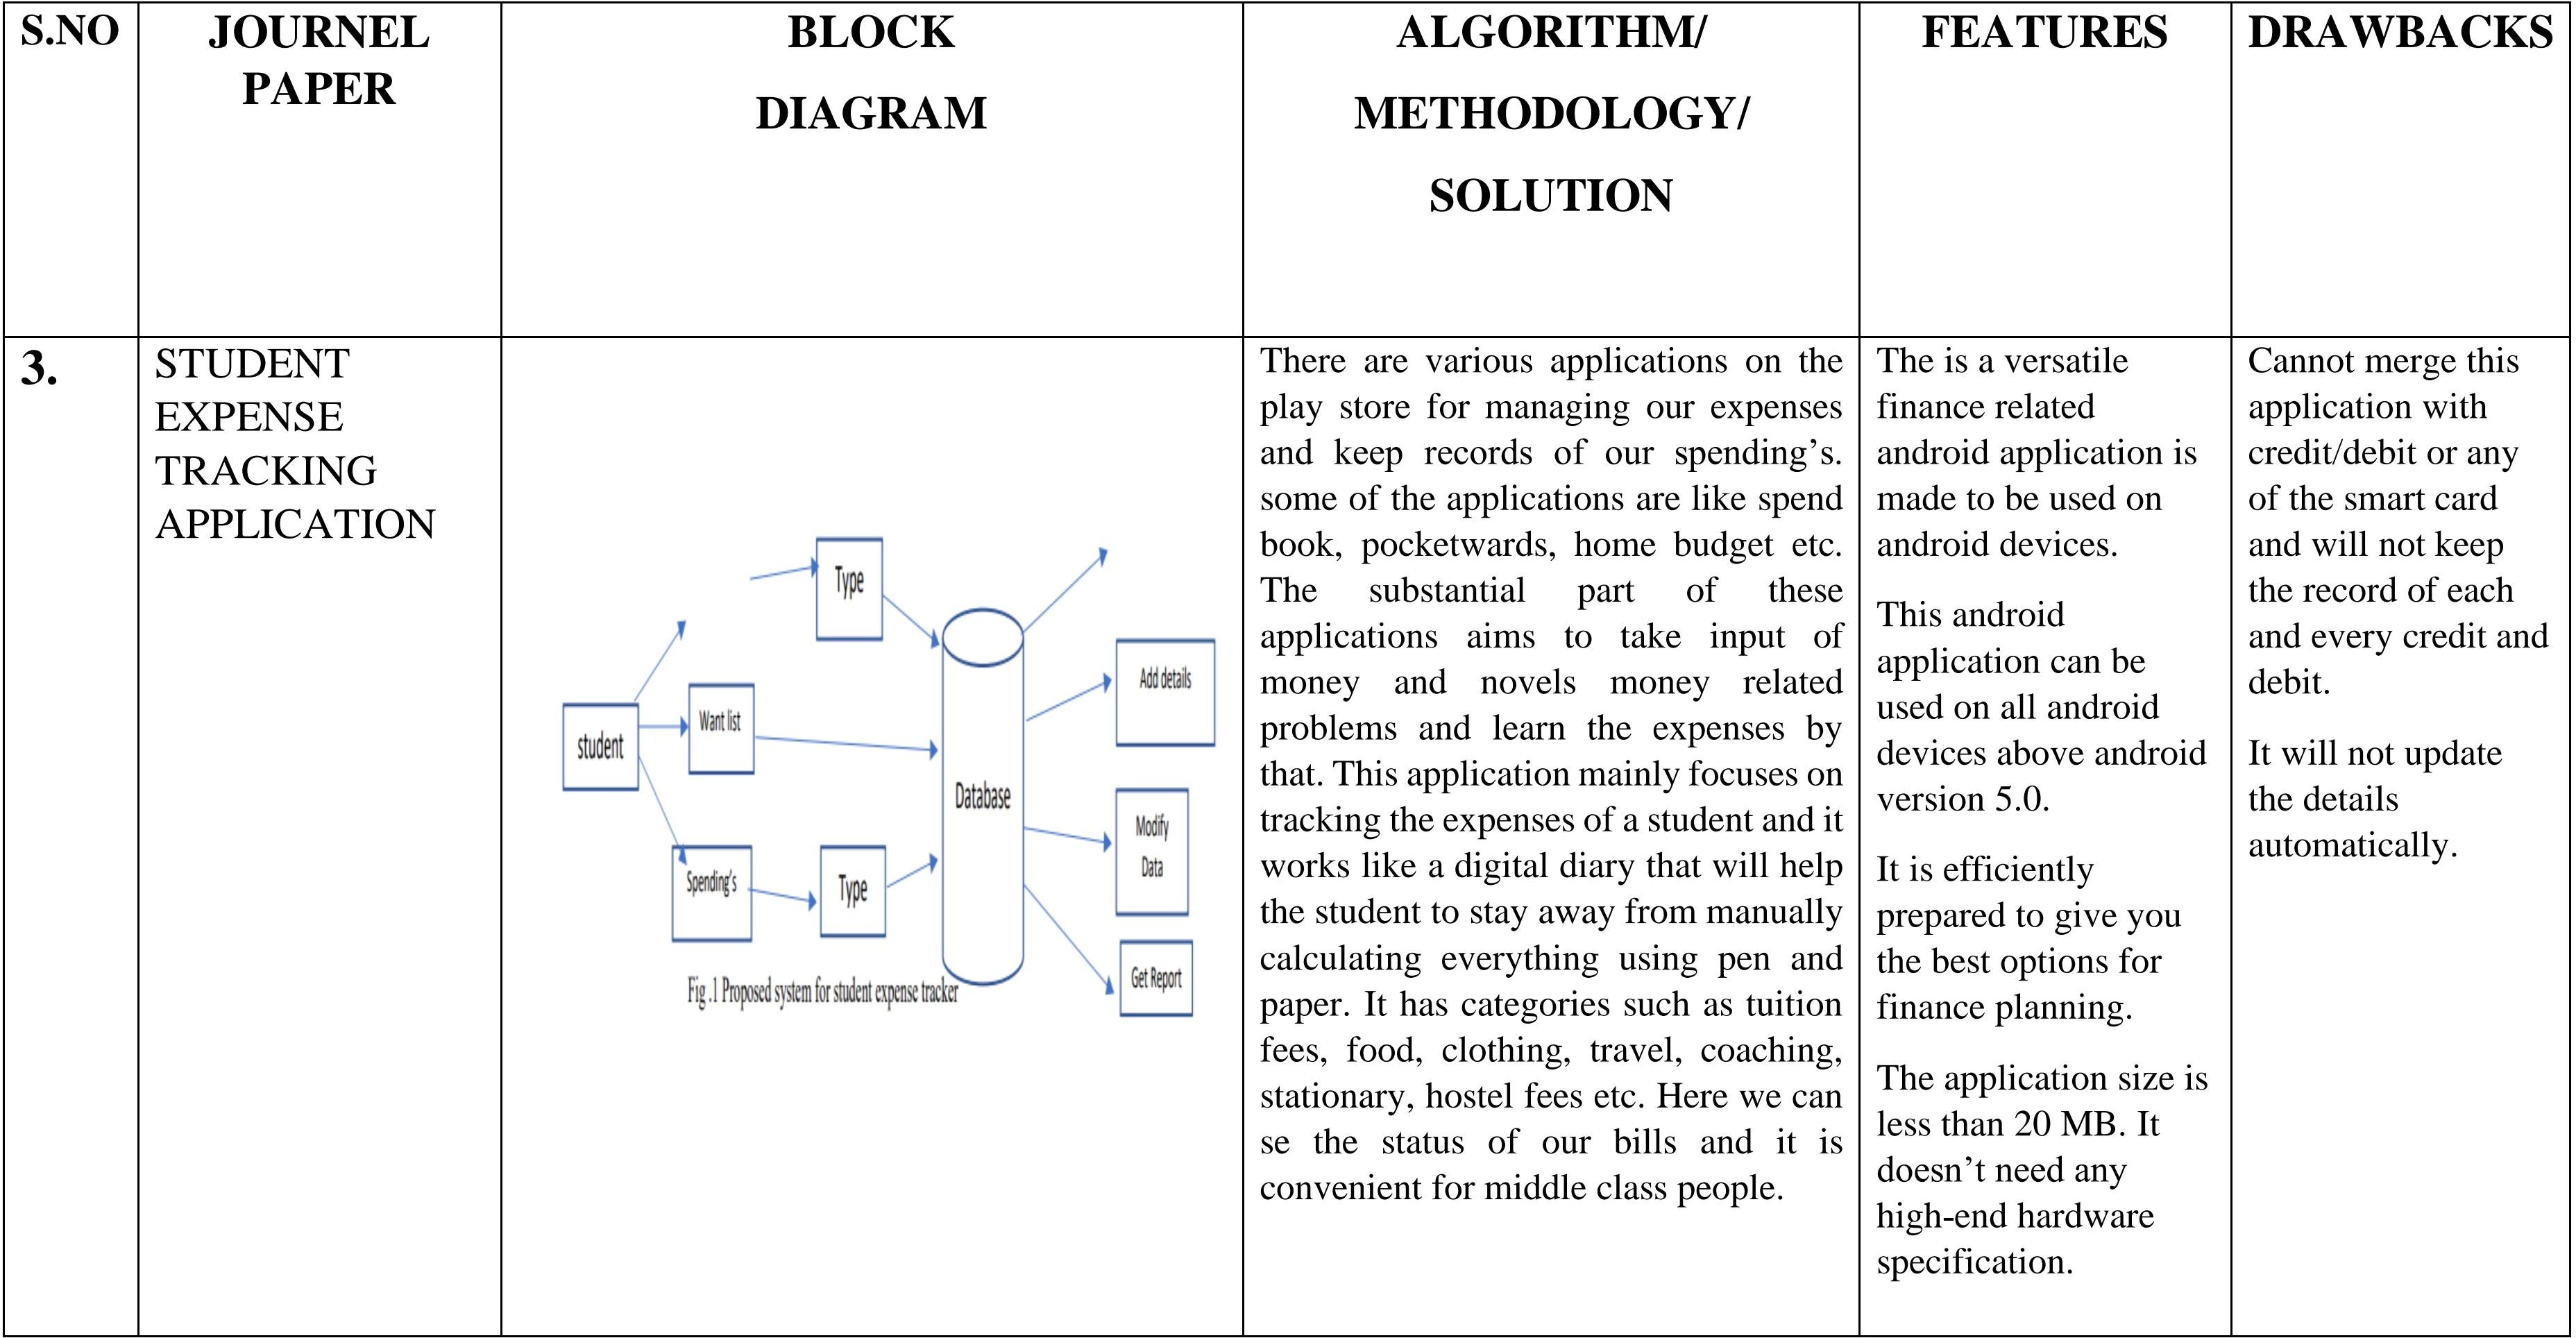 S.NO
JOURNEL
PAPER
BLOCK
DIAGRAM
ALGORITHM/
METHODOLOGY/
SOLUTION
FEATURES
DRAWBACKS
3.
STUDENT
EXPENSE
TRACKING
APPLICATION
Type
student
Want list
Spending's
Type
Database
Add details
Modify
Data
Get Report
Fig .1 Proposed system for student expense tracker
There are various applications on the
play store for managing our expenses
and keep records of our spending’s.
some of the applications are like spend
book, pocketwards, home budget etc.
The substantial part of these
applications aims to take input of
money and novels money related
problems and learn the expenses by
that. This application mainly focuses on
tracking the expenses of a student and it
works like a digital diary that will help
the student to stay away from manually
calculating everything using pen and
paper. It has categories such as tuition
fees, food, clothing, travel, coaching,
stationary, hostel fees etc. Here we can
se the status of our bills and it is
convenient for middle class people.
The is a versatile
finance related
android application is
made to be used on
android devices.
This android
application can be
used on all android
devices above android
version 5.0.
It is efficiently
prepared to give you
the best options for
finance planning.
The application size is
less than 20 MB. It
doesn’t need any
high-end hardware
specification.
Cannot merge this
application with
credit/debit or any
of the smart card
and will not keep
the record of each
and every credit and
debit.
It will not update
the details
automatically.